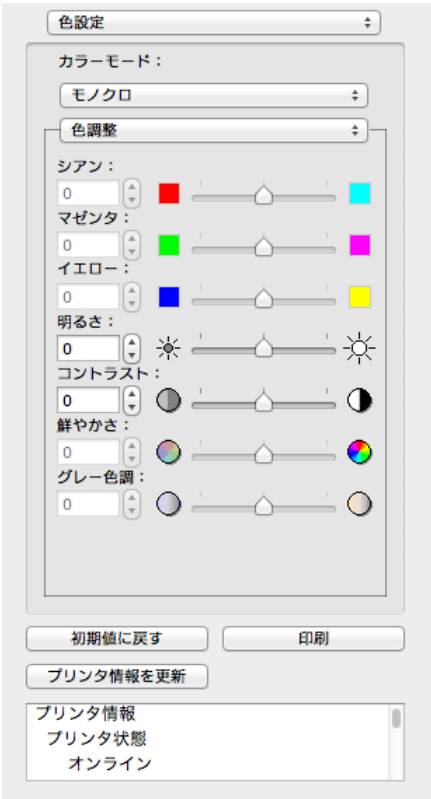 色設定
カラーモード：
モノクロ
色調整
シアン：
0
マゼンタ：
0
イエロー：
0
明るさ：
0
コントラスト：
0
鮮やかさ：
0
グレー色調：
0
初期値に戻す 印刷
プリンタ情報を更新
プリンタ情報
プリンタ状態
オンライン